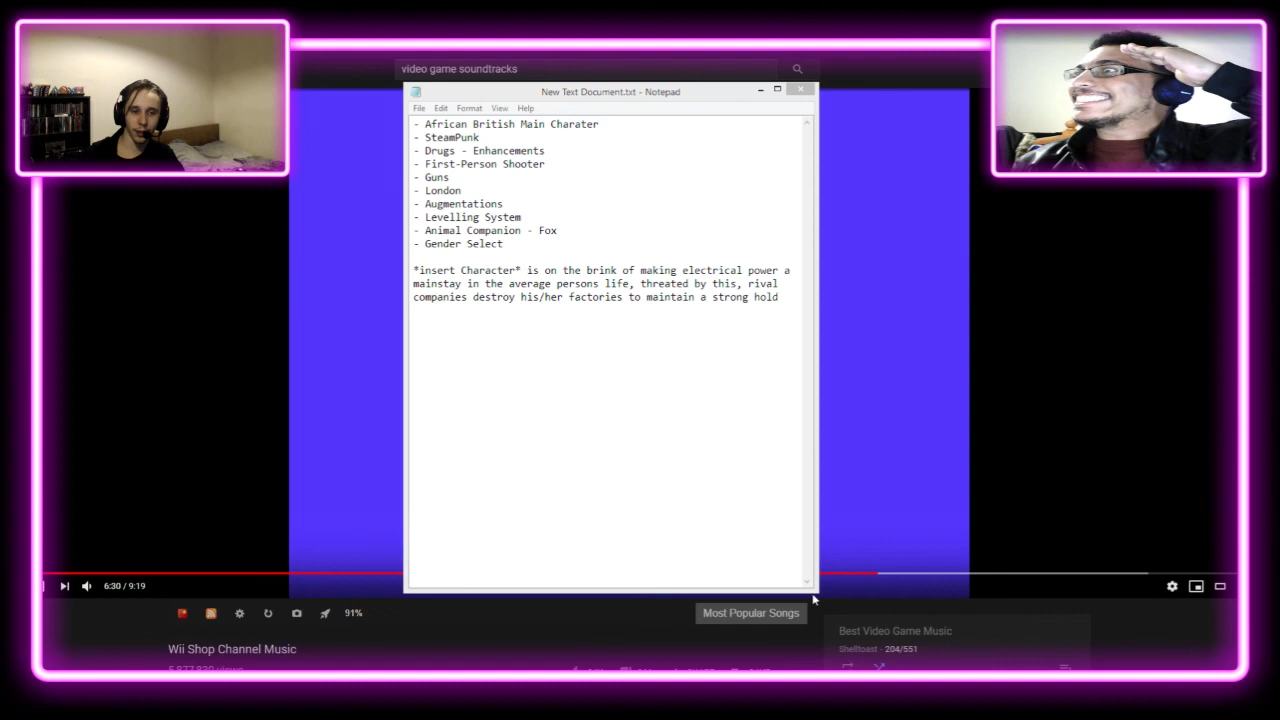 video game soundtracks
New Text Document.txt - Notepad
File Edit Format View Help
- African British Main Charater
- SteamPunk
- Drugs - Enhancements
- First-Person Shooter
- Guns
- London
- Augmentations
- Levelling System
- Animal Companion - Fox
- Gender Select
*insert Character* is on the brink of making electrical power a
mainstay in the average persons life, threated by this, rival
companies destroy his/her factories to maintain a strong hold
6:30 / 9:19
91%
Most Popular Songs
Best Video Game Music
Shelltoast - 204/551
Wii Shop Channel Music